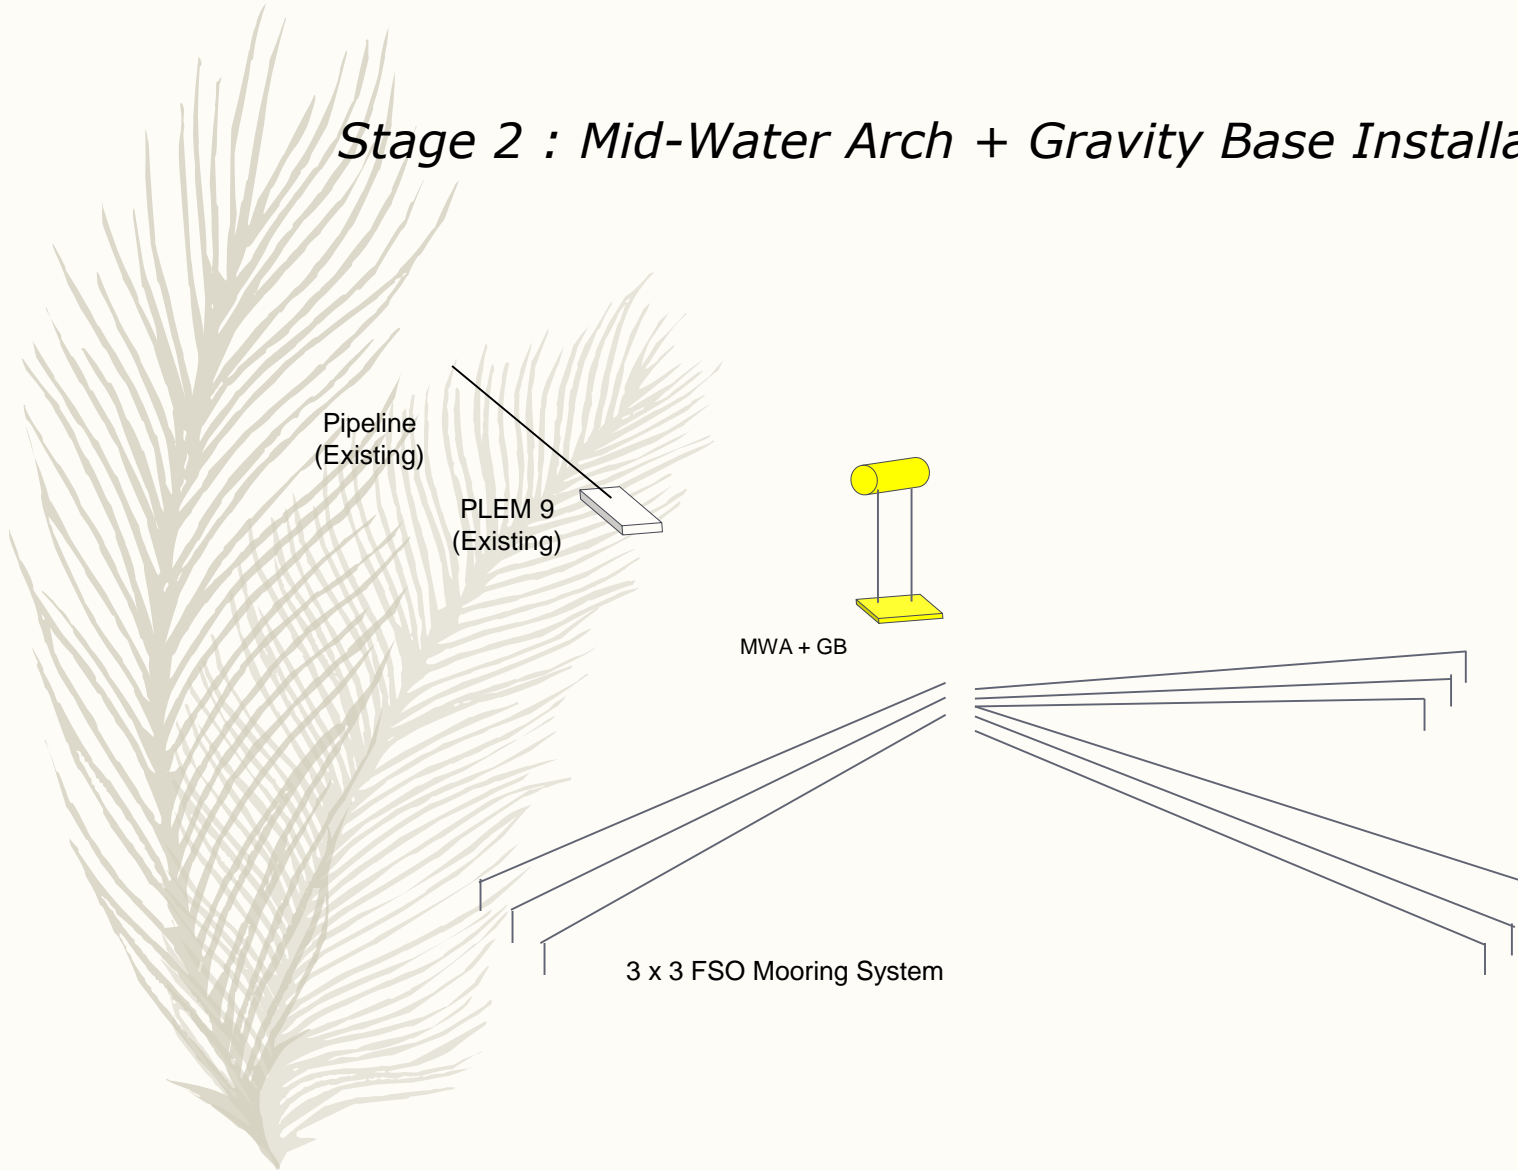 Stage 2 : Mid-Water Arch + Gravity Base Installa
Pipeline
(Existing)
PLEM 9
(Existing)
MWA + GB
3 x 3 FSO Mooring System